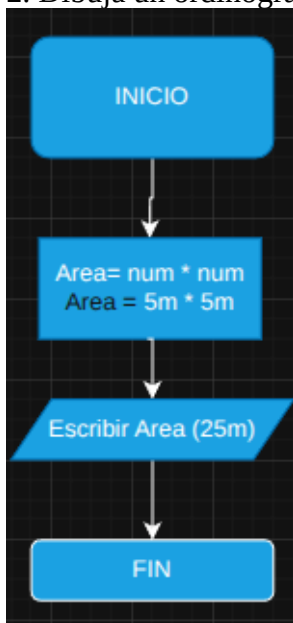 INICIO
Area= num * num
Area = 5m * 5m
Escribir Area (25m)
FIN